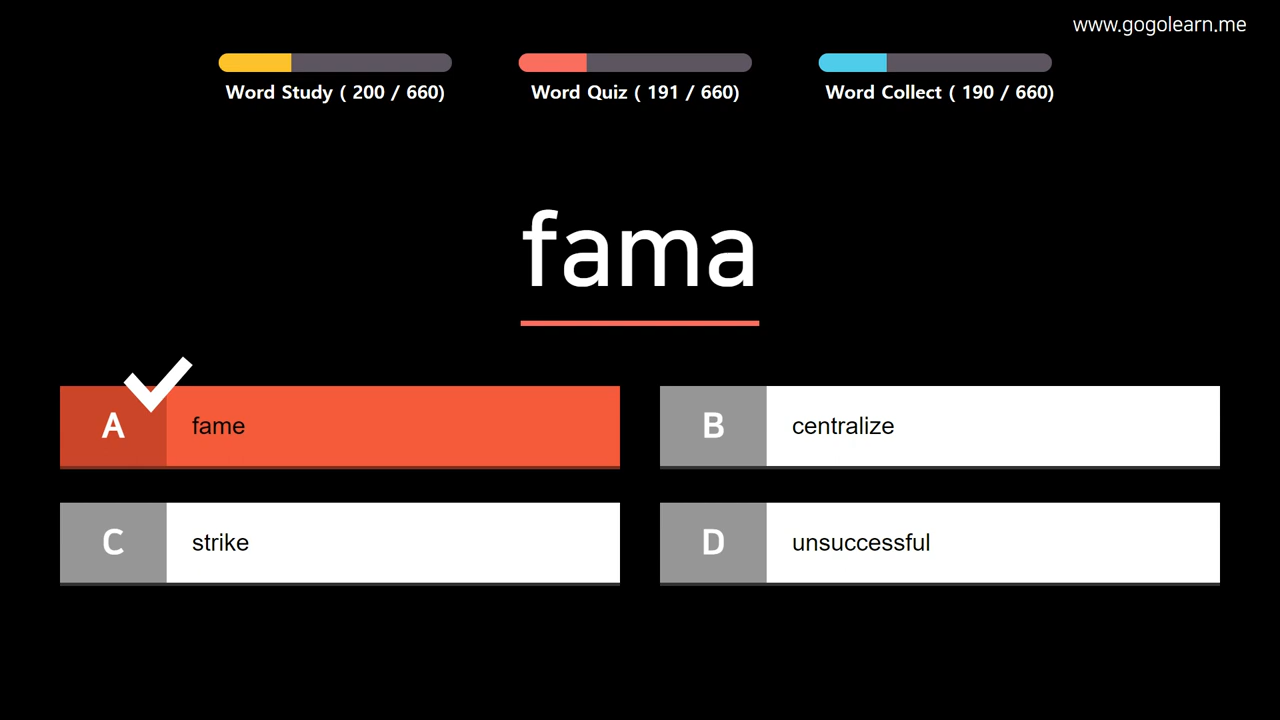 www.gogolearn.me
Word Study ( 200 / 660)
Word Quiz ( 191 / 660)
Word Collect ( 190 / 660)
fama
A fame
B centralize
C strike
D unsuccessful